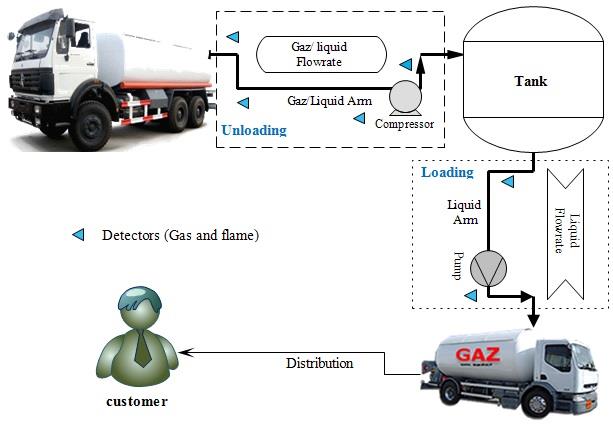 Gaz/ liquid
Flowrate
Gaz/Liquid Arm
Unloading
Compressor
Tank
Loading
Liquid
Arm
Liquid
Flowrate
Pump
Detectors (Gas and flame)
GAZ
Distribution
customer